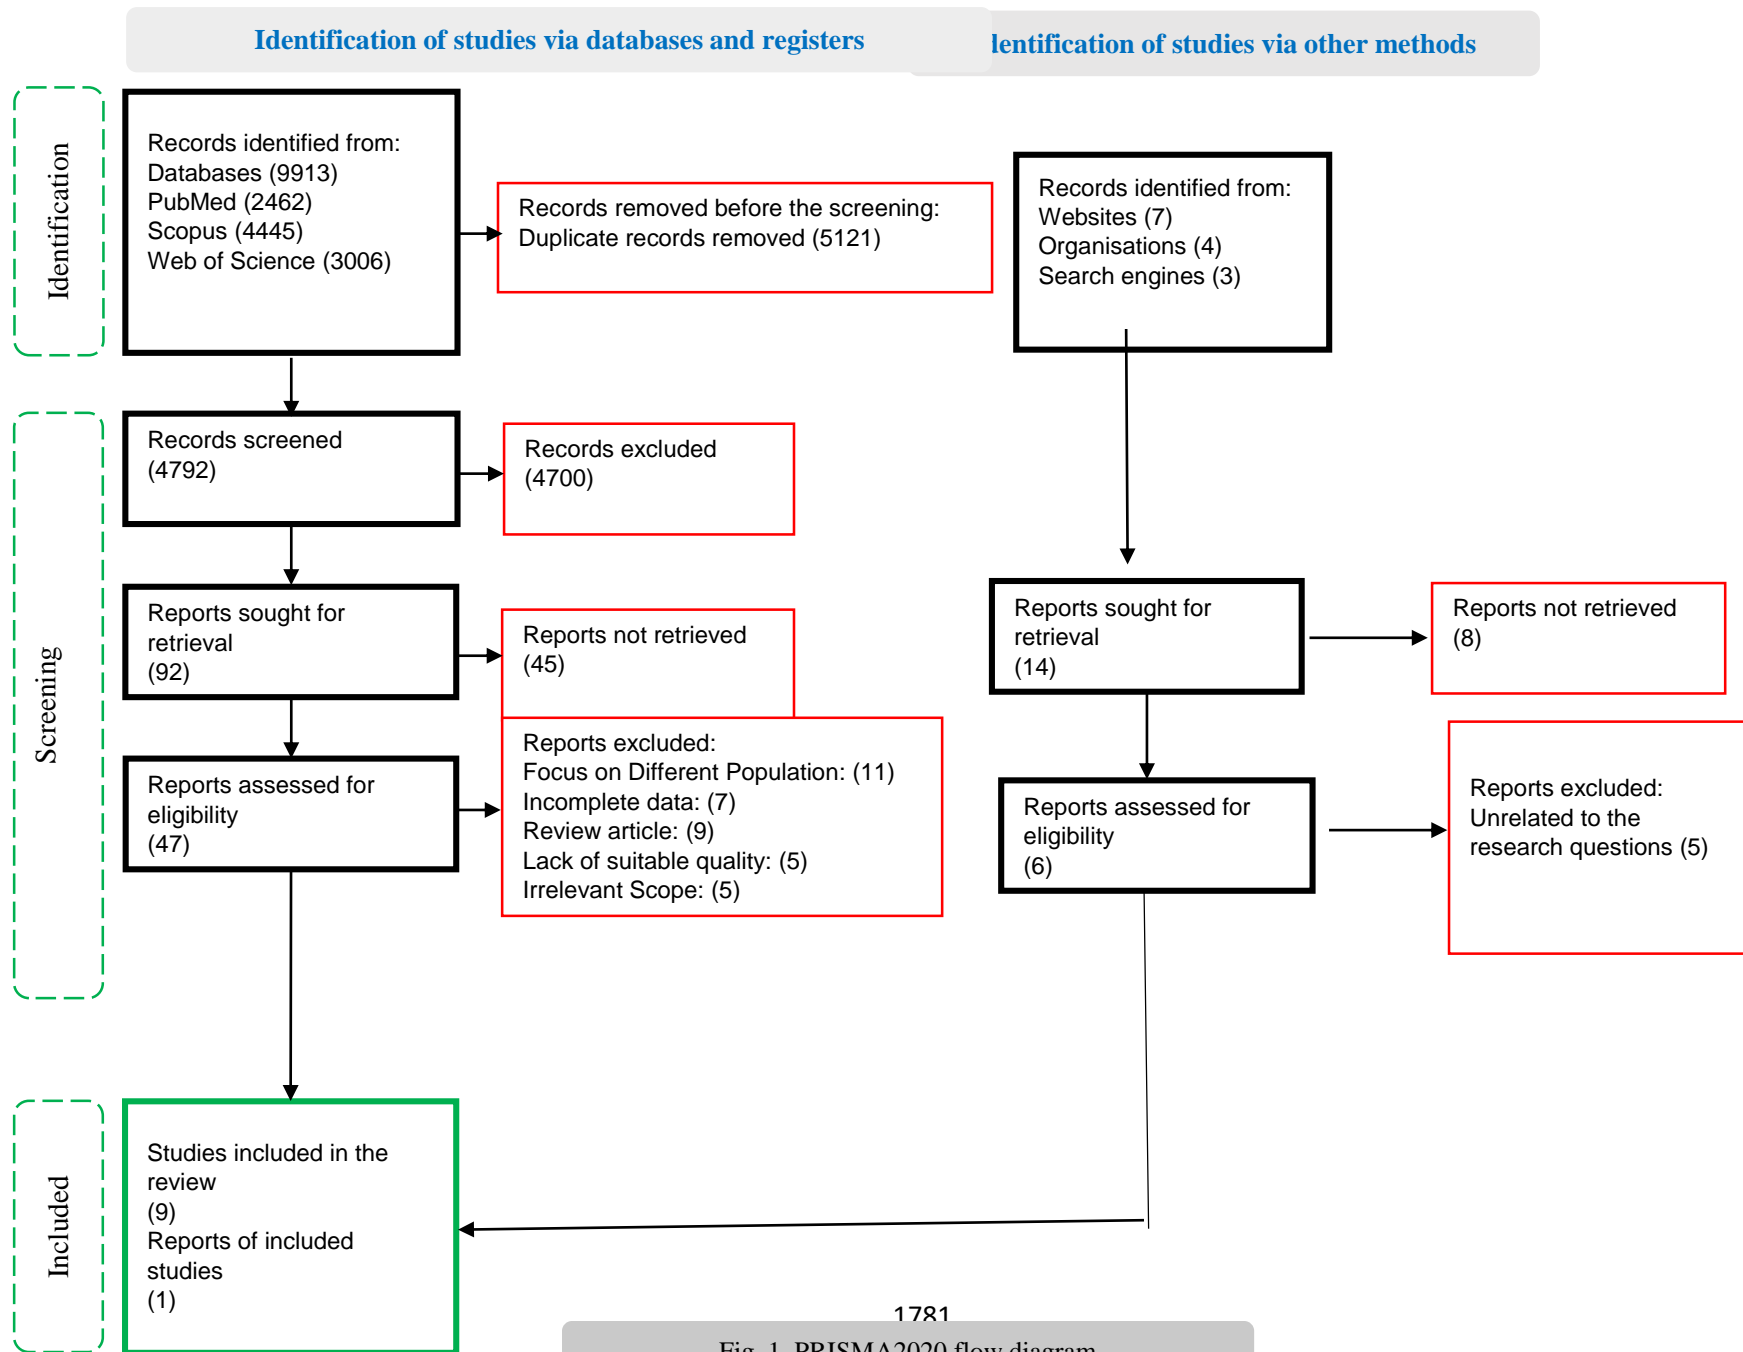 Identification of studies via databases and registers
dentification of studies via other methods
Identification
Records identified from:
Databases (9913)
PubMed (2462)
Scopus (4445)
Web of Science (3006)
Records removed before the screening:
Duplicate records removed (5121)
Records identified from:
Websites (7)
Organisations (4)
Search engines (3)
Screening
Records screened
(4792)
Records excluded
(4700)
Reports sought for
retrieval
(92)
Reports not retrieved
(45)
Reports sought for
retrieval
(14)
Reports not retrieved
(8)
Reports assessed for
eligibility
(47)
Reports excluded:
Focus on Different Population: (11)
Incomplete data: (7)
Review article: (9)
Lack of suitable quality: (5)
Irrelevant Scope: (5)
Reports assessed for
eligibility
(6)
Reports excluded:
Unrelated to the
research questions (5)
Included
Studies included in the
review
(9)
Reports of included
studies
(1)
1781
Fig. 1. PRISMA2020 flow diagram